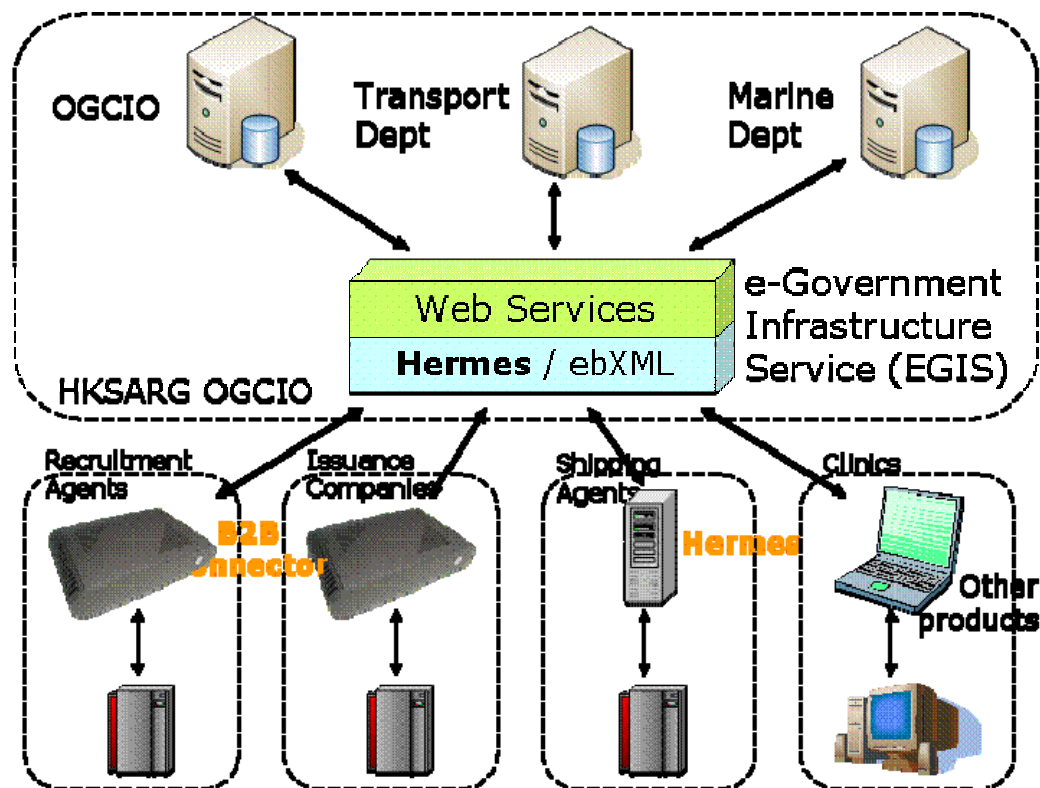 OGCIO
Transport
Dept
Marine
Dept
Web Services
Hermes / ebXML
e-Government
Infrastructure
Service (EGIS)
HKSARG OGCIO
Recruitment
Agents
Issuance
Companies
Shipping
Agents
Clinics
B2B
onnector
Hermes
Other
products